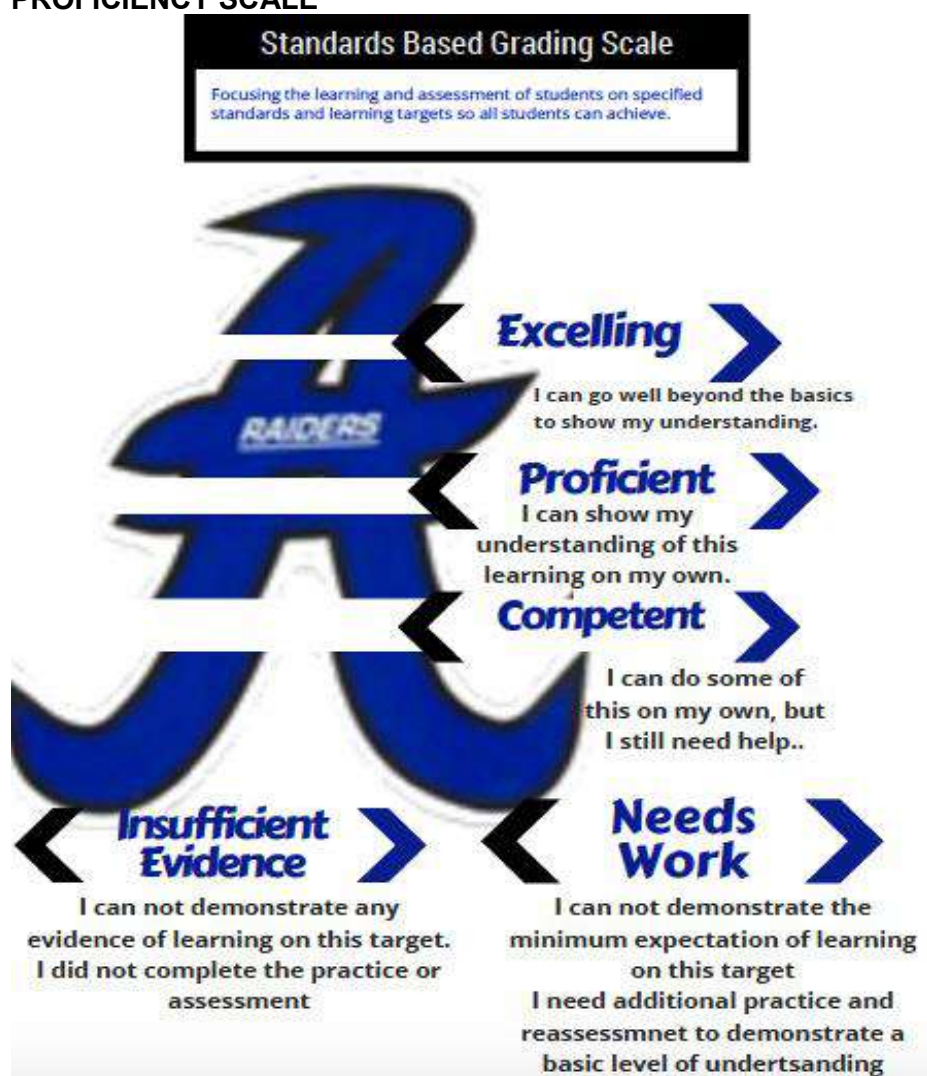 PROFICIENCY SCALE
Standards Based Grading Scale
Focusing the learning and assessment of students on specified
standards and learning targets so all students can achieve.
Excelling
I can go well beyond the basics
to show my understanding.
RAIDERS
Proficient
I can show my
understanding of this
learning on my own.
Competent
I can do some of
this on my own, but
I still need help..
Insufficient
Evidence
I can not demonstrate any
evidence of learning on this target.
I did not complete the practice or
assessment
Needs
Work
I can not demonstrate the
minimum expectation of learning
on this target
I need additional practice and
reassessmnet to demonstrate a
basic level of undertsanding